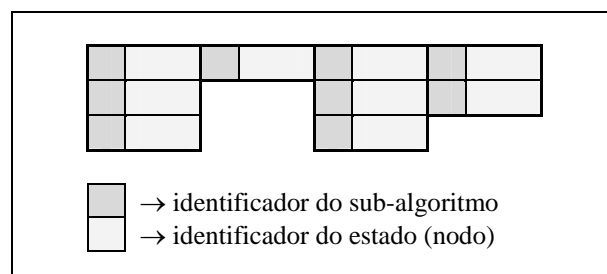 → identificador do sub-algoritmo
→ identificador do estado (nodo)